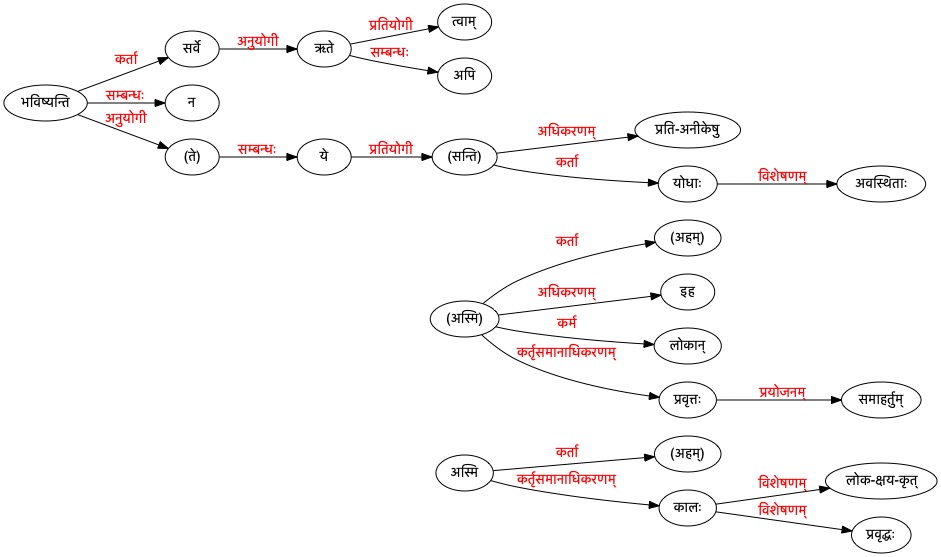 त्वाम्
प्रतियोगी
सर्वे अनुयोगी ऋते
कर्ता सम्बन्धः
अपि
भविष्यन्ति सम्बन्धः न
अनुयोगी
प्रति-अनीकेषु
अधिकरणम्
(ते) सम्बन्धः ये प्रतियोगी (सन्ति)
कर्ता
योधाः विशेषणम् अवस्थिताः
(अहम्)
कर्ता
अधिकरणम् इह
(अस्मि) कर्म
लोकान्
कर्तृसमानाधिकरणम्
प्रवृत्तः प्रयोजनम् समाहर्तुम्
कर्ता (अहम्)
अस्मि
कर्तृसमानाधिकरणम्
विशेषणम् लोक-क्षय-कृत्
कालः
विशेषणम्
प्रवृद्धः